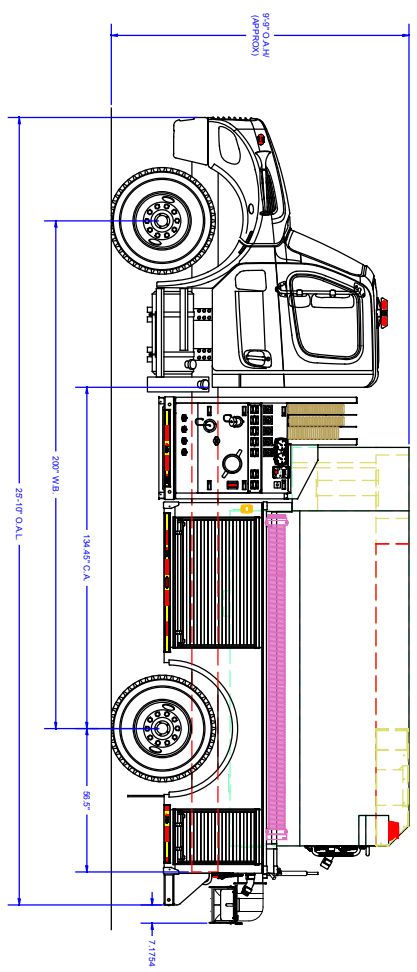 9'-9" O.A.H/
(APPROX)
200" W.B.
134.45" C.A.
25'-10" O.A.L.
56.5"
7.1754